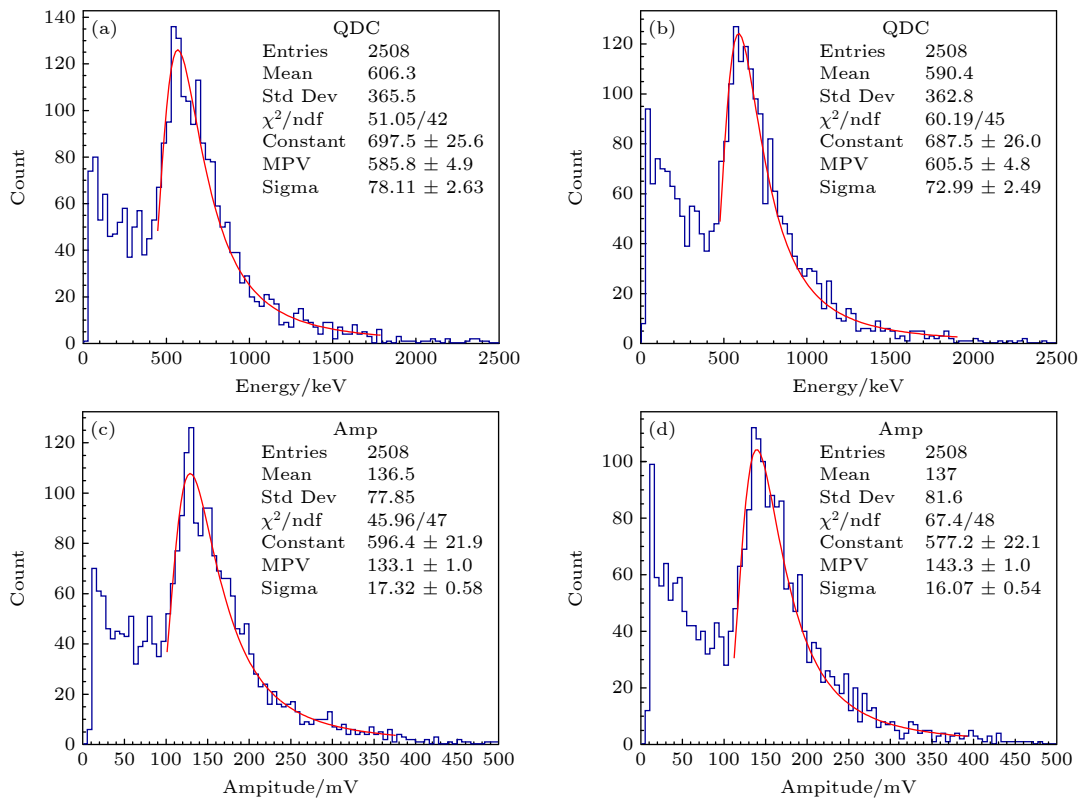 (a)
QDC
Entries 2508
Mean 606.3
Std Dev 365.5
χ²/ndf 51.05/42
Constant 697.5 ± 25.6
MPV 585.8 ± 4.9
Sigma 78.11 ± 2.63
140
120
100
80
60
40
20
0
Count
0 500 1000 1500 2000 2500
Energy/keV
(b)
QDC
Entries 2508
Mean 590.4
Std Dev 362.8
χ²/ndf 60.19/45
Constant 687.5 ± 26.0
MPV 605.5 ± 4.8
Sigma 72.99 ± 2.49
120
100
80
60
40
20
0
Count
0 500 1000 1500 2000 2500
Energy/keV
(c)
Amp
Entries 2508
Mean 136.5
Std Dev 77.85
χ²/ndf 45.96/47
Constant 596.4 ± 21.9
MPV 133.1 ± 1.0
Sigma 17.32 ± 0.58
120
100
80
60
40
20
0
Count
0 50 100 150 200 250 300 350 400 450 500
Ampitude/mV
(d)
Amp
Entries 2508
Mean 137
Std Dev 81.6
χ²/ndf 67.4/48
Constant 577.2 ± 22.1
MPV 143.3 ± 1.0
Sigma 16.07 ± 0.54
100
80
60
40
20
0
Count
0 50 100 150 200 250 300 350 400 450 500
Ampitude/mV